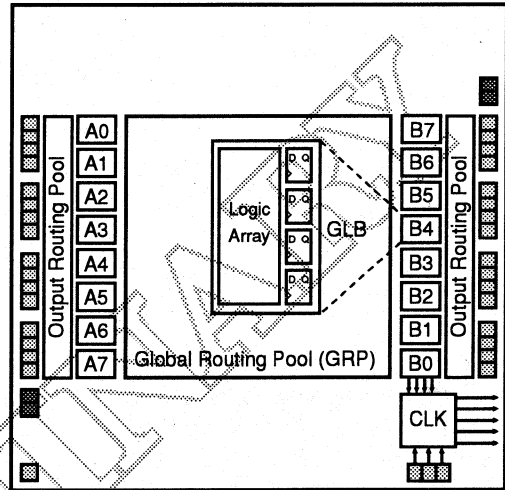 Output Routing Pool
A0
A1
A2
A3
A4
A5
A6
A7
Logic
Array
D Q
D Q
D Q
D Q
GLB
Global Routing Pool (GRP)
B7
B6
B5
B4
B3
B2
B1
B0
Output Routing Pool
CLK